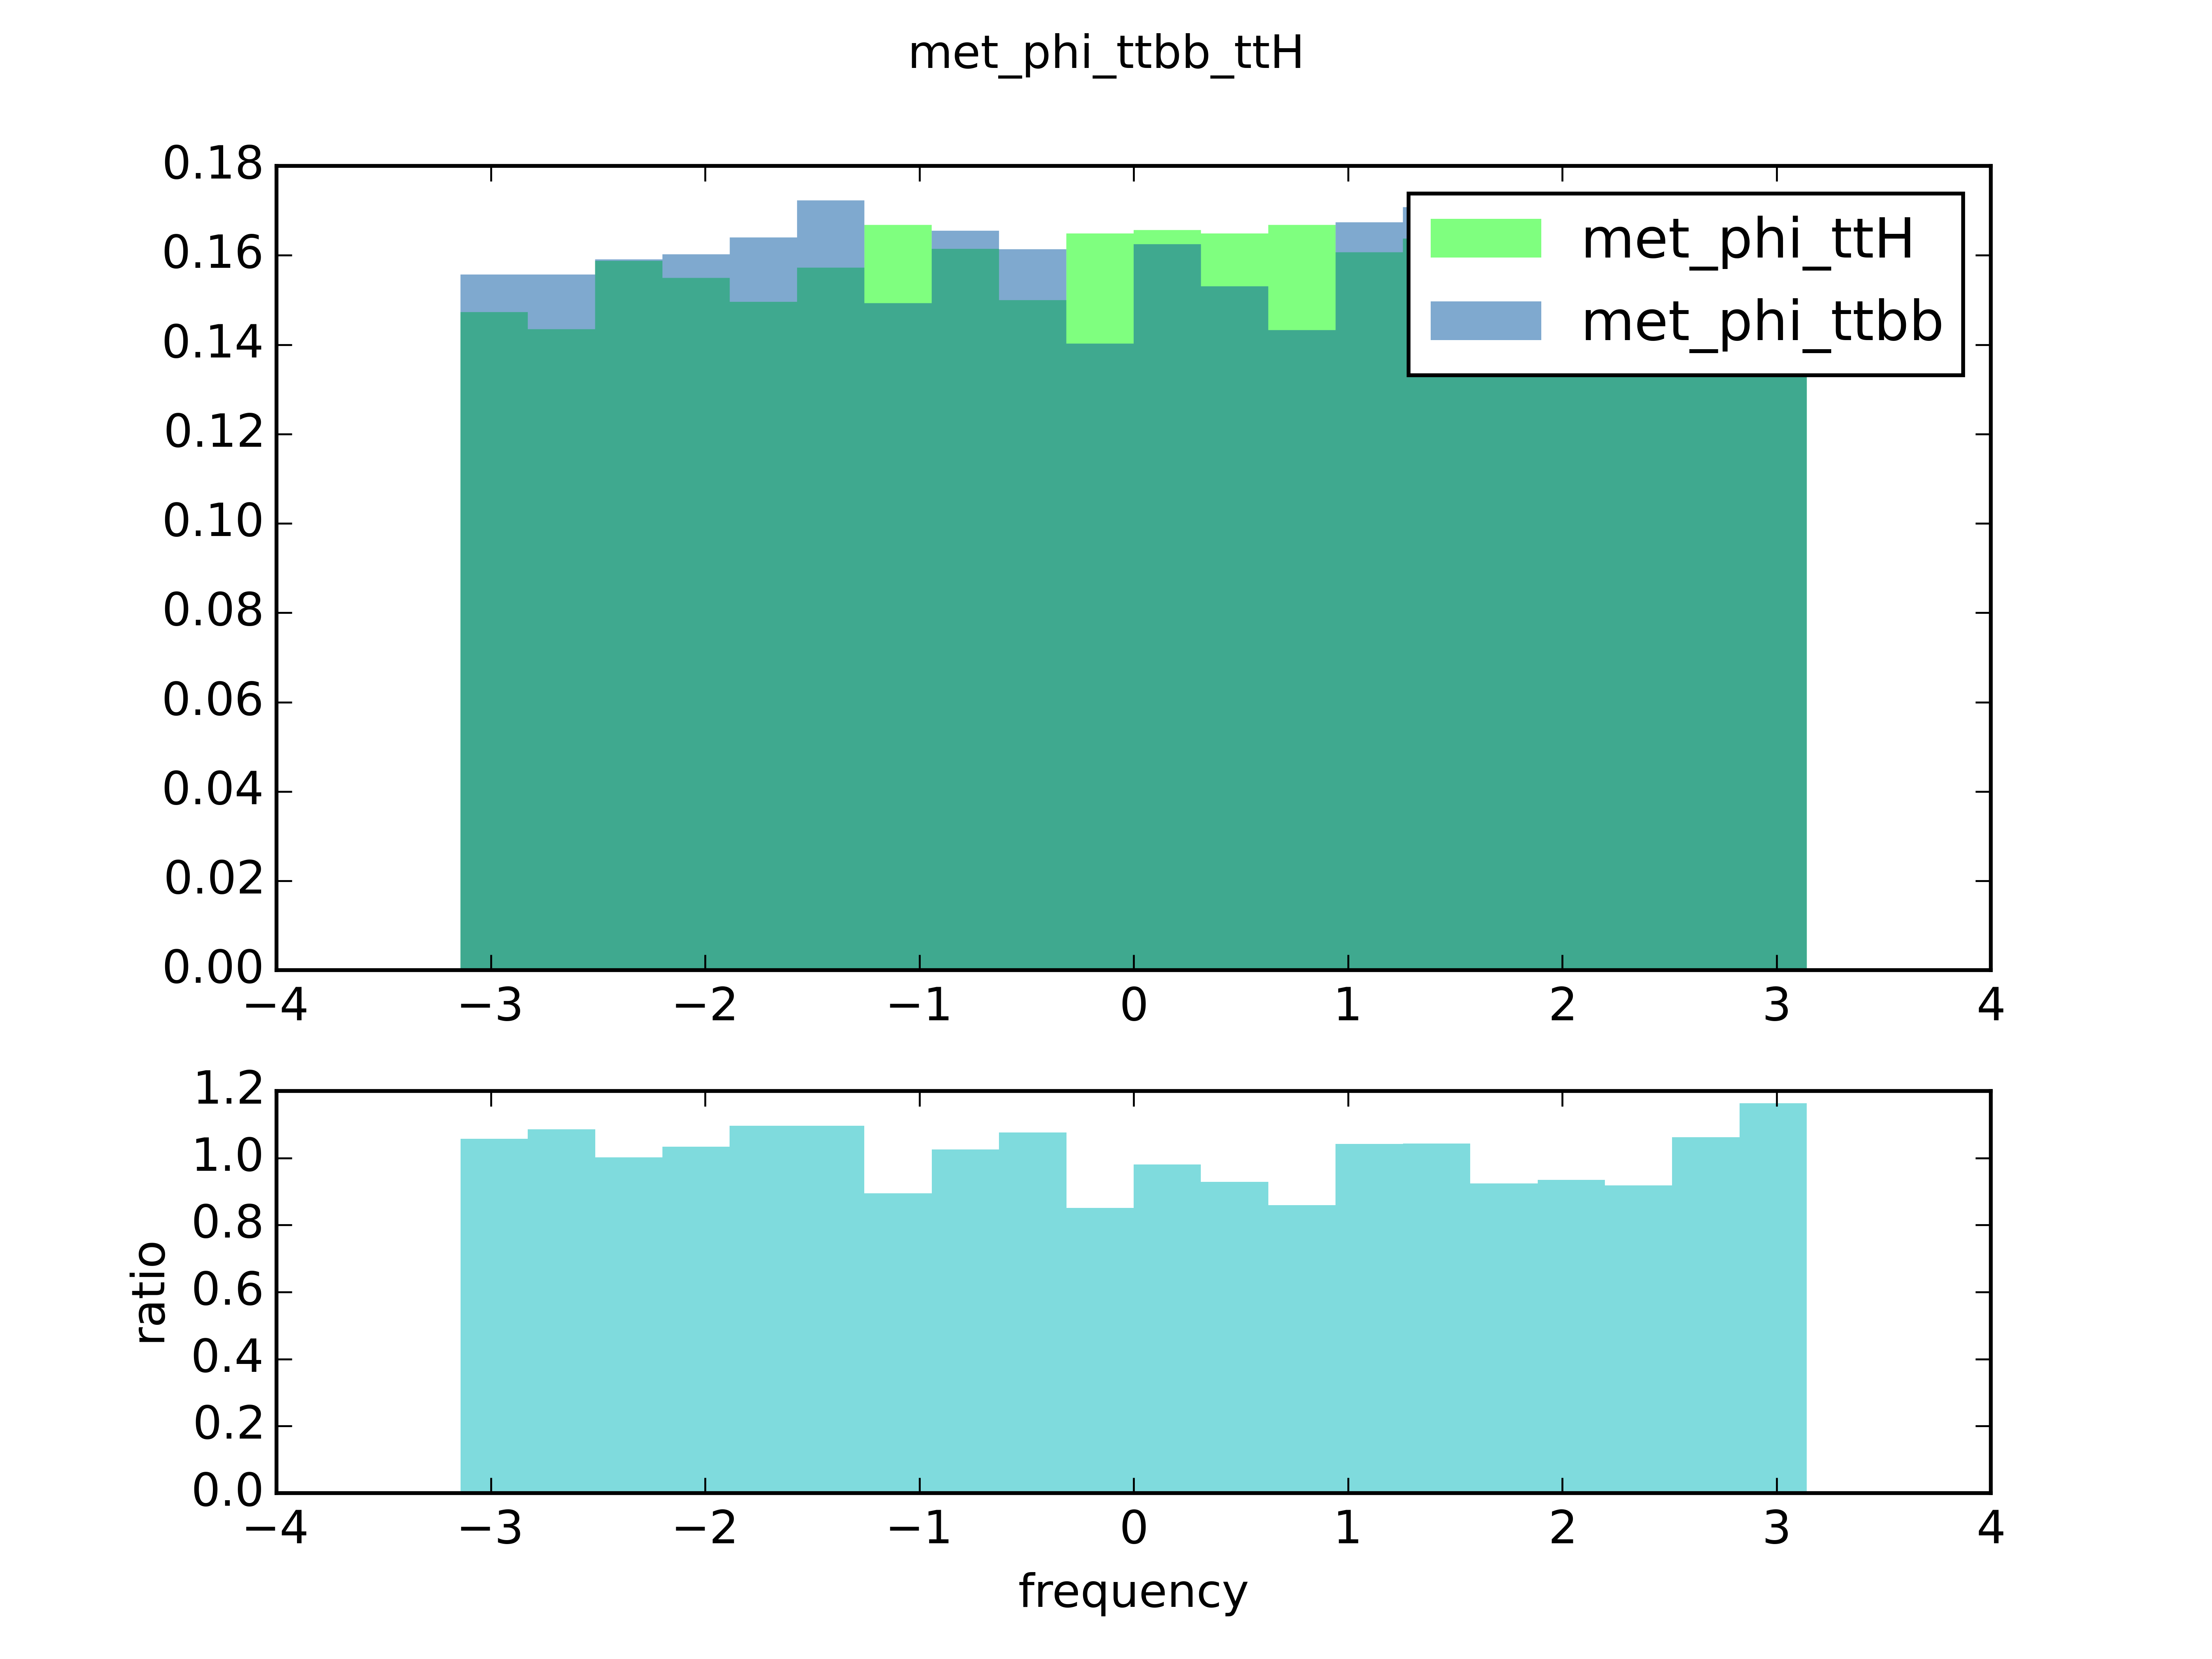 met_phi_ttbb_ttH
0.18
0.16
0.14
0.12
0.10
0.08
0.06
0.04
0.02
0.00
met_phi_ttH
met_phi_ttbb
−4 −3 −2 −1 0 1 2 3 4
1.2
1.0
0.8
0.6
0.4
0.2
0.0
ratio
−4 −3 −2 −1 0 1 2 3 4
frequency